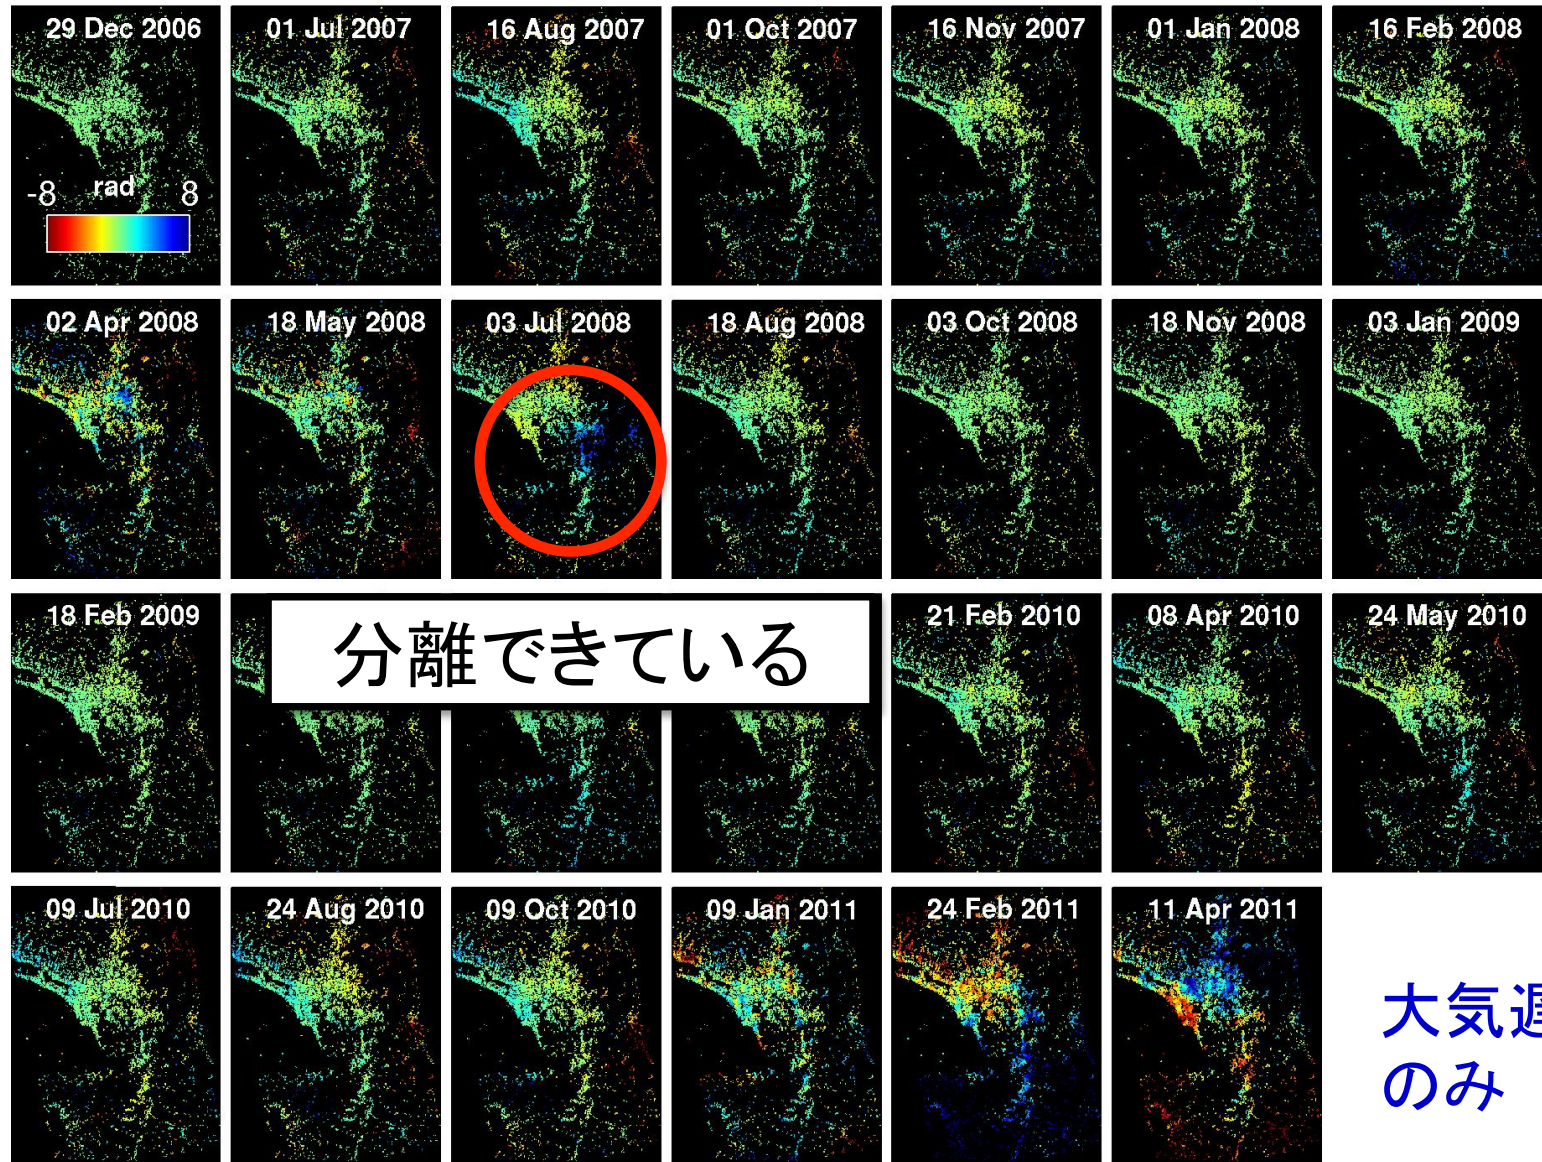 29 Dec 2006
01 Jul 2007
16 Aug 2007
01 Oct 2007
16 Nov 2007
01 Jan 2008
16 Feb 2008
-8 rad 8
02 Apr 2008
18 May 2008
03 Jul 2008
18 Aug 2008
03 Oct 2008
18 Nov 2008
03 Jan 2009
18 Feb 2009
分離できている
21 Feb 2010
08 Apr 2010
24 May 2010
09 Jul 2010
24 Aug 2010
09 Oct 2010
09 Jan 2011
24 Feb 2011
11 Apr 2011
大気遅
のみ